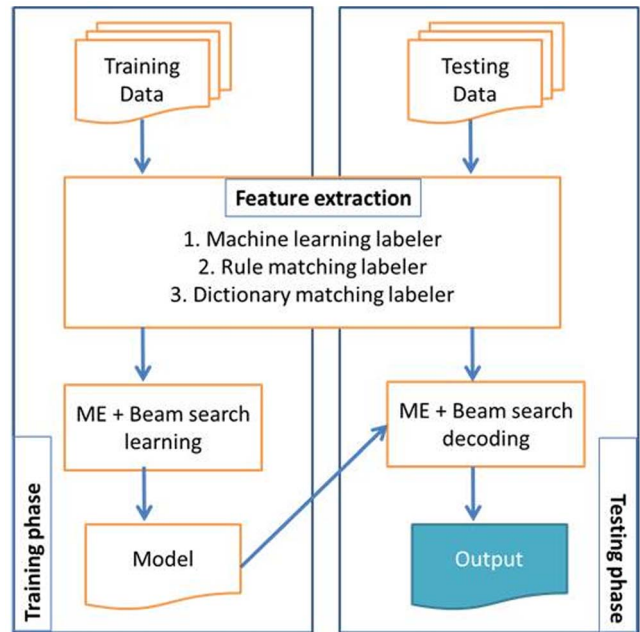 Training
Data
Testing
Data
Feature extraction
1. Machine learning labeler
2. Rule matching labeler
3. Dictionary matching labeler
ME + Beam search
learning
ME + Beam search
decoding
Training phase
Model
Output
Testing phase